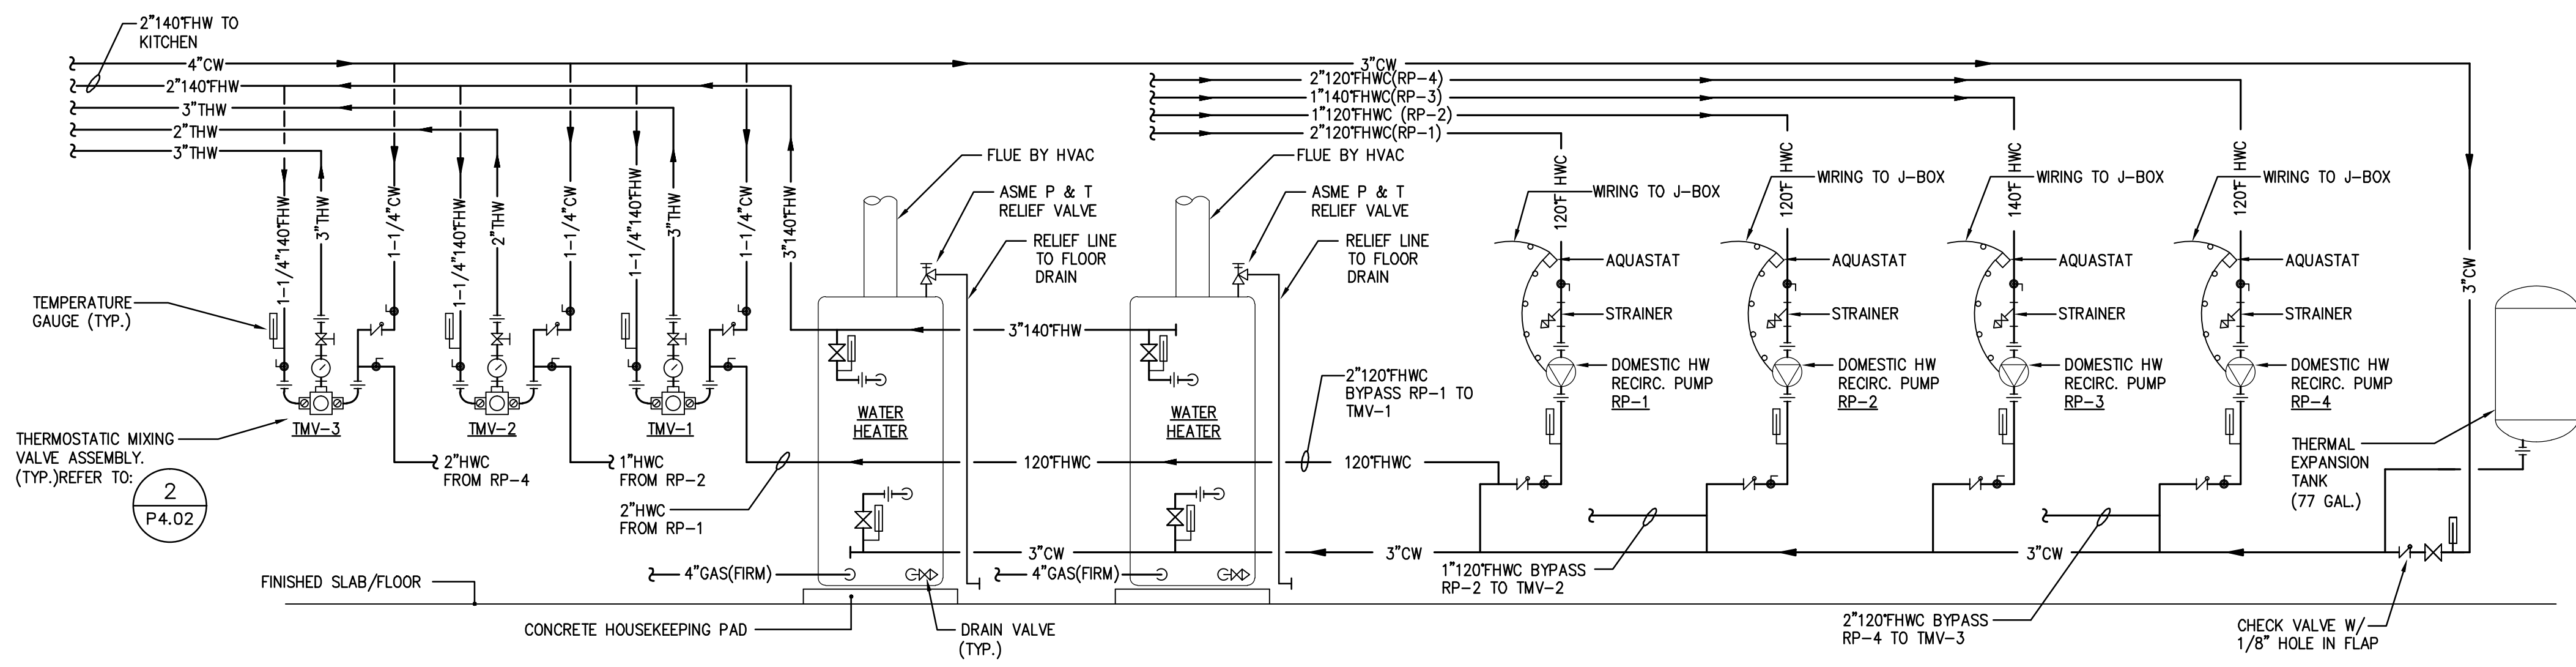 2"140°FHW TO
KITCHEN
4"CW
2"140°FHW
3"THW
2"THW
3"THW
3"CW
2"120°FHWC(RP-4)
1"140°FHWC(RP-3)
1"120°FHWC (RP-2)
2"120°FHWC(RP-1)
1-1/4"140°FHW
3"THW
1-1/4"CW
1-1/4"140°FHW
2"THW
1-1/4"CW
1-1/4"140°FHW
3"THW
1-1/4"CW
3"140°FHW
FLUE BY HVAC
ASME P & T
RELIEF VALVE
RELIEF LINE
TO FLOOR
DRAIN
FLUE BY HVAC
ASME P & T
RELIEF VALVE
RELIEF LINE
TO FLOOR
DRAIN
120°F HWC
WIRING TO J-BOX
120°F HWC
WIRING TO J-BOX
140°F HWC
WIRING TO J-BOX
120°F HWC
WIRING TO J-BOX
3"CW
AQUASTAT
AQUASTAT
AQUASTAT
AQUASTAT
STRAINER
STRAINER
STRAINER
STRAINER
TEMPERATURE
GAUGE (TYP.)
3"140°FHW
DOMESTIC HW
RECIRC. PUMP
RP-1
DOMESTIC HW
RECIRC. PUMP
RP-2
DOMESTIC HW
RECIRC. PUMP
RP-3
DOMESTIC HW
RECIRC. PUMP
RP-4
2"120°FHWC
BYPASS RP-1 TO
TMV-1
WATER
HEATER
WATER
HEATER
TMV-3
TMV-2
TMV-1
THERMOSTATIC MIXING
VALVE ASSEMBLY.
(TYP.)REFER TO:
2
P4.02
2"HWC
FROM RP-4
1"HWC
FROM RP-2
2"HWC
FROM RP-1
120°FHWC
120°FHWC
THERMAL
EXPANSION
TANK
(77 GAL.)
3"CW
3"CW
3"CW
4"GAS(FIRM)
4"GAS(FIRM)
1"120°FHWC BYPASS
RP-2 TO TMV-2
FINISHED SLAB/FLOOR
CONCRETE HOUSEKEEPING PAD
DRAIN VALVE
(TYP.)
2"120°FHWC BYPASS
RP-4 TO TMV-3
CHECK VALVE W/
1/8" HOLE IN FLAP